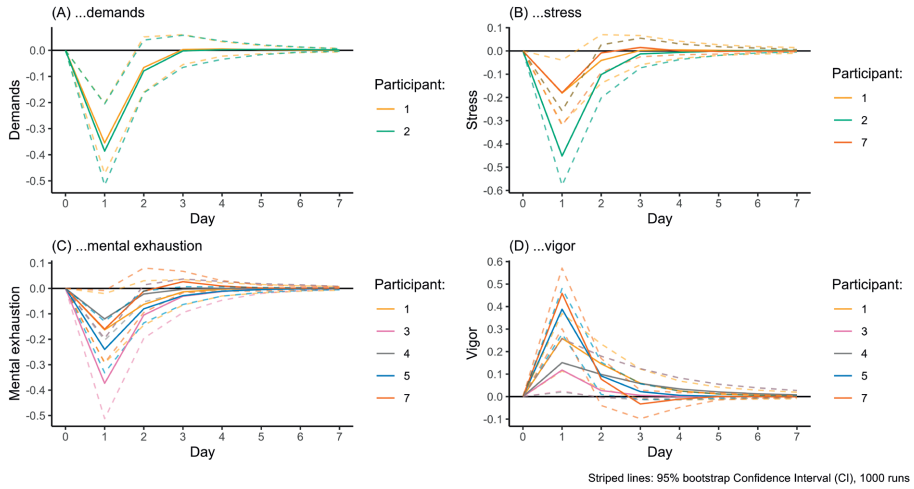 (A) ...demands
0.0
-0.1
-0.2
-0.3
-0.4
-0.5
Demands
0 1 2 3 4 5 6 7
Day
Participant:
1
2
(B) ...stress
0.1
0.0
-0.1
-0.2
-0.3
-0.4
-0.5
-0.6
Stress
0 1 2 3 4 5 6 7
Day
Participant:
1
2
7
(C) ...mental exhaustion
0.1
0.0
-0.1
-0.2
-0.3
-0.4
-0.5
Mental exhaustion
0 1 2 3 4 5 6 7
Day
Participant:
1
3
4
5
7
(D) ...vigor
0.6
0.5
0.4
0.3
0.2
0.1
0.0
-0.1
Vigor
0 1 2 3 4 5 6 7
Day
Participant:
1
3
4
5
7
Striped lines: 95% bootstrap Confidence Interval (CI), 1000 runs